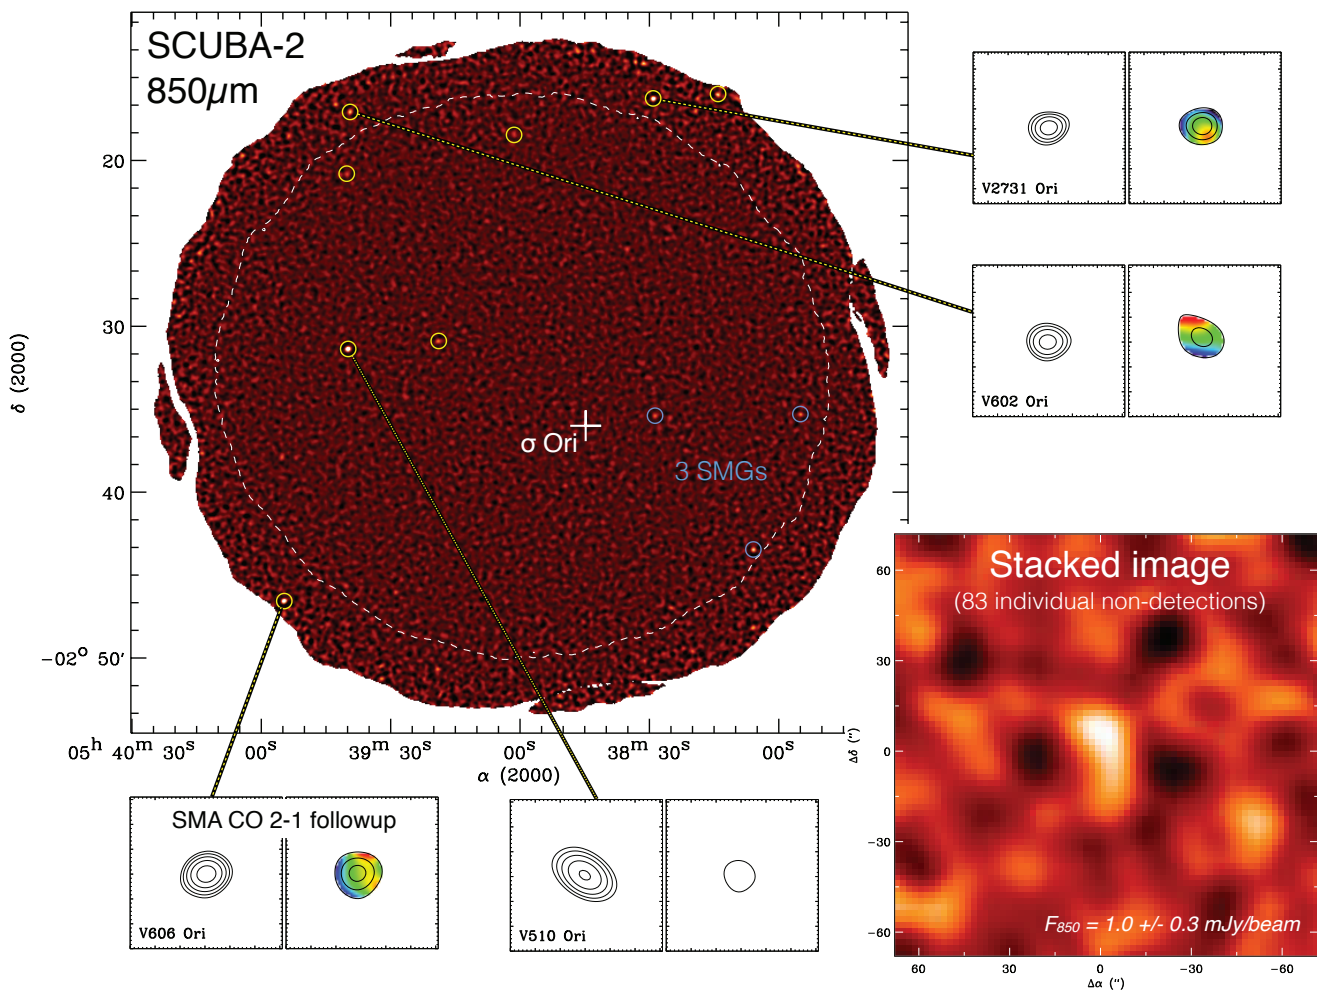 SCUBA-2
850µm
20
30
40
−02° 50′
δ (2000)
σ Ori
3 SMGs
05ʰ 40ᵐ 30ˢ 00ˢ 39ᵐ 30ˢ 00ˢ 38ᵐ 30ˢ 00ˢ
α (2000)
V2731 Ori
V602 Ori
SMA CO 2-1 followup
V606 Ori
V510 Ori
Stacked image
(83 individual non-detections)
60
30
0
−30
−60
Δδ (")
F850 = 1.0 +/- 0.3 mJy/beam
60 30 0 −30 −60
Δα (")